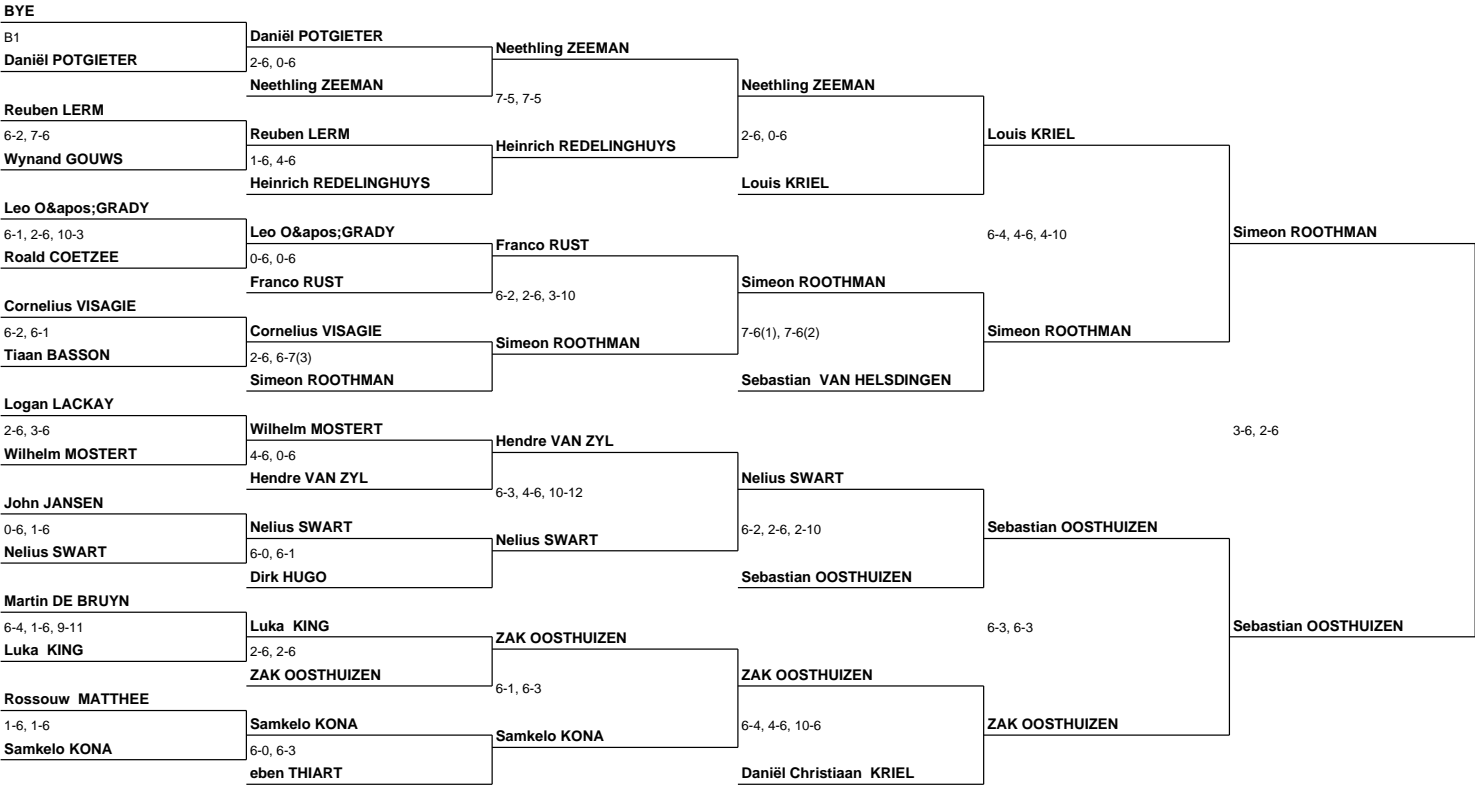 BYE
B1
Daniël POTGIETER
Reuben LERM
6-2, 7-6
Wynand GOUWS
Leo O&apos;GRADY
6-1, 2-6, 10-3
Roald COETZEE
Cornelius VISAGIE
6-2, 6-1
Tiaan BASSON
Logan LACKAY
2-6, 3-6
Wilhelm MOSTERT
John JANSEN
0-6, 1-6
Nelius SWART
Martin DE BRUYN
6-4, 1-6, 9-11
Luka  KING
Rossouw  MATTHEE
1-6, 1-6
Samkelo KONA
Daniël POTGIETER
2-6, 0-6
Neethling ZEEMAN
Reuben LERM
1-6, 4-6
Heinrich REDELINGHUYS
Leo O&apos;GRADY
0-6, 0-6
Franco RUST
Cornelius VISAGIE
2-6, 6-7(3)
Simeon ROOTHMAN
Wilhelm MOSTERT
4-6, 0-6
Hendre VAN ZYL
Nelius SWART
6-0, 6-1
Dirk HUGO
Luka  KING
2-6, 2-6
ZAK OOSTHUIZEN
Samkelo KONA
6-0, 6-3
eben THIART
Neethling ZEEMAN
7-5, 7-5
Heinrich REDELINGHUYS
Franco RUST
6-2, 2-6, 3-10
Simeon ROOTHMAN
Hendre VAN ZYL
6-3, 4-6, 10-12
Nelius SWART
ZAK OOSTHUIZEN
6-1, 6-3
Samkelo KONA
Neethling ZEEMAN
2-6, 0-6
Louis KRIEL
Simeon ROOTHMAN
7-6(1), 7-6(2)
Sebastian  VAN HELSDINGEN
Nelius SWART
6-2, 2-6, 2-10
Sebastian OOSTHUIZEN
ZAK OOSTHUIZEN
6-4, 4-6, 10-6
Daniël Christiaan  KRIEL
Louis KRIEL
6-4, 4-6, 4-10
Simeon ROOTHMAN
Sebastian OOSTHUIZEN
6-3, 6-3
ZAK OOSTHUIZEN
Simeon ROOTHMAN
3-6, 2-6
Sebastian OOSTHUIZEN